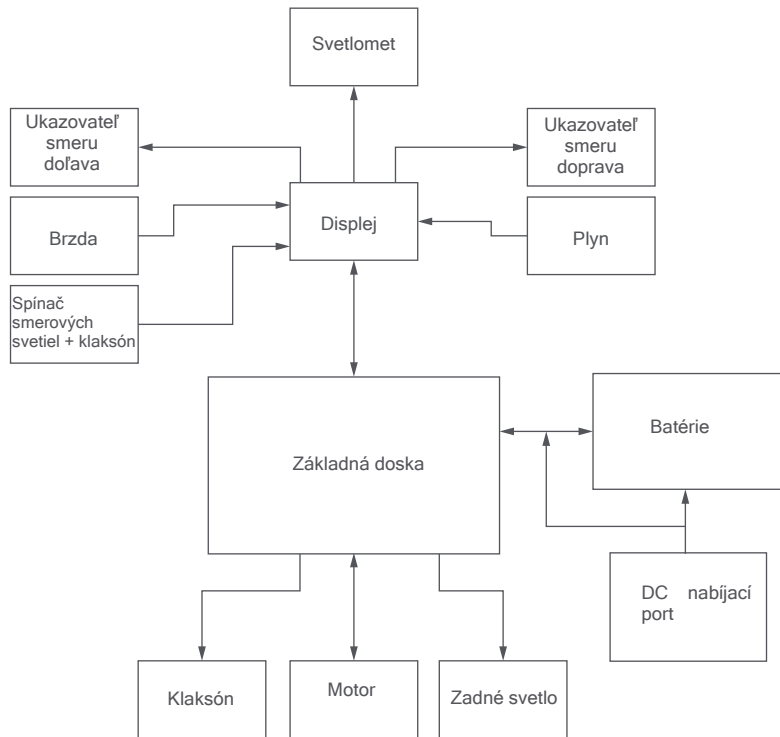 Svetlomet
Ukazovateľ
smeru
doľava
Ukazovateľ
smeru
doprava
Displej
Brzda
Plyn
Spínač
smerových
svetiel + klaksón
Základná doska
Batérie
DC nabíjací
port
Klaksón
Motor
Zadné svetlo